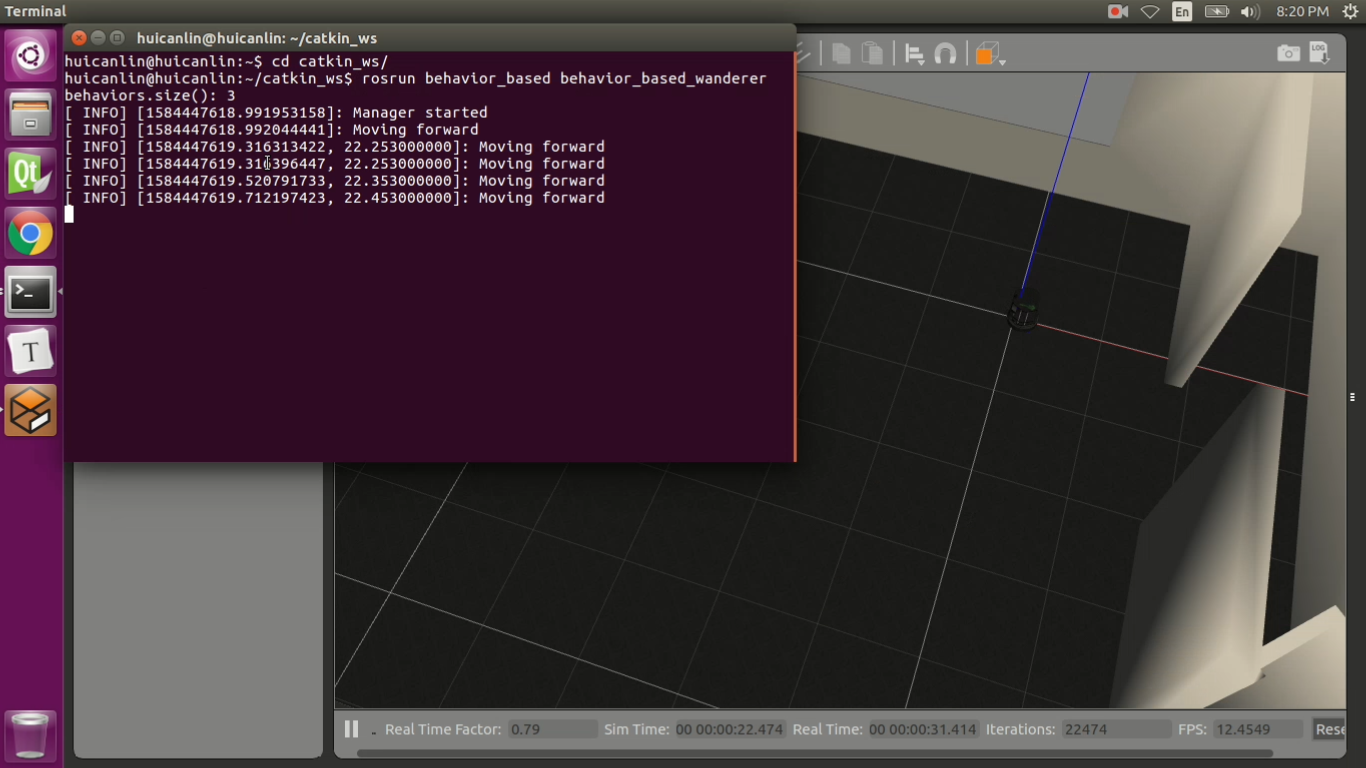 Terminal
En
8:20 PM
huicanlin@huicanlin: ~/catkin_ws
huicanlin@huicanlin:~$ cd catkin_ws/
huicanlin@huicanlin:~/catkin_ws$ rosrun behavior_based behavior_based_wanderer
behaviors.size(): 3
[ INFO] [1584447618.991953158]: Manager started
[ INFO] [1584447618.992044441]: Moving forward
[ INFO] [1584447619.316313422, 22.253000000]: Moving forward
[ INFO] [1584447619.316396447, 22.253000000]: Moving forward
[ INFO] [1584447619.520791733, 22.353000000]: Moving forward
[ INFO] [1584447619.712197423, 22.453000000]: Moving forward
LOG
Qt
>_
T
Real Time Factor: 0.79 Sim Time: 00 00:00:22.474 Real Time: 00 00:00:31.414 Iterations: 22474 FPS: 12.4549 Rese